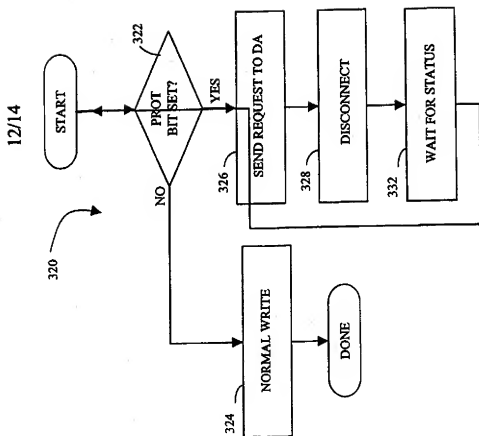 12/14
320
START
322
PROT
BIT SET?
NO
YES
326
SEND REQUEST TO DA
328
DISCONNECT
332
WAIT FOR STATUS
324
NORMAL WRITE
DONE